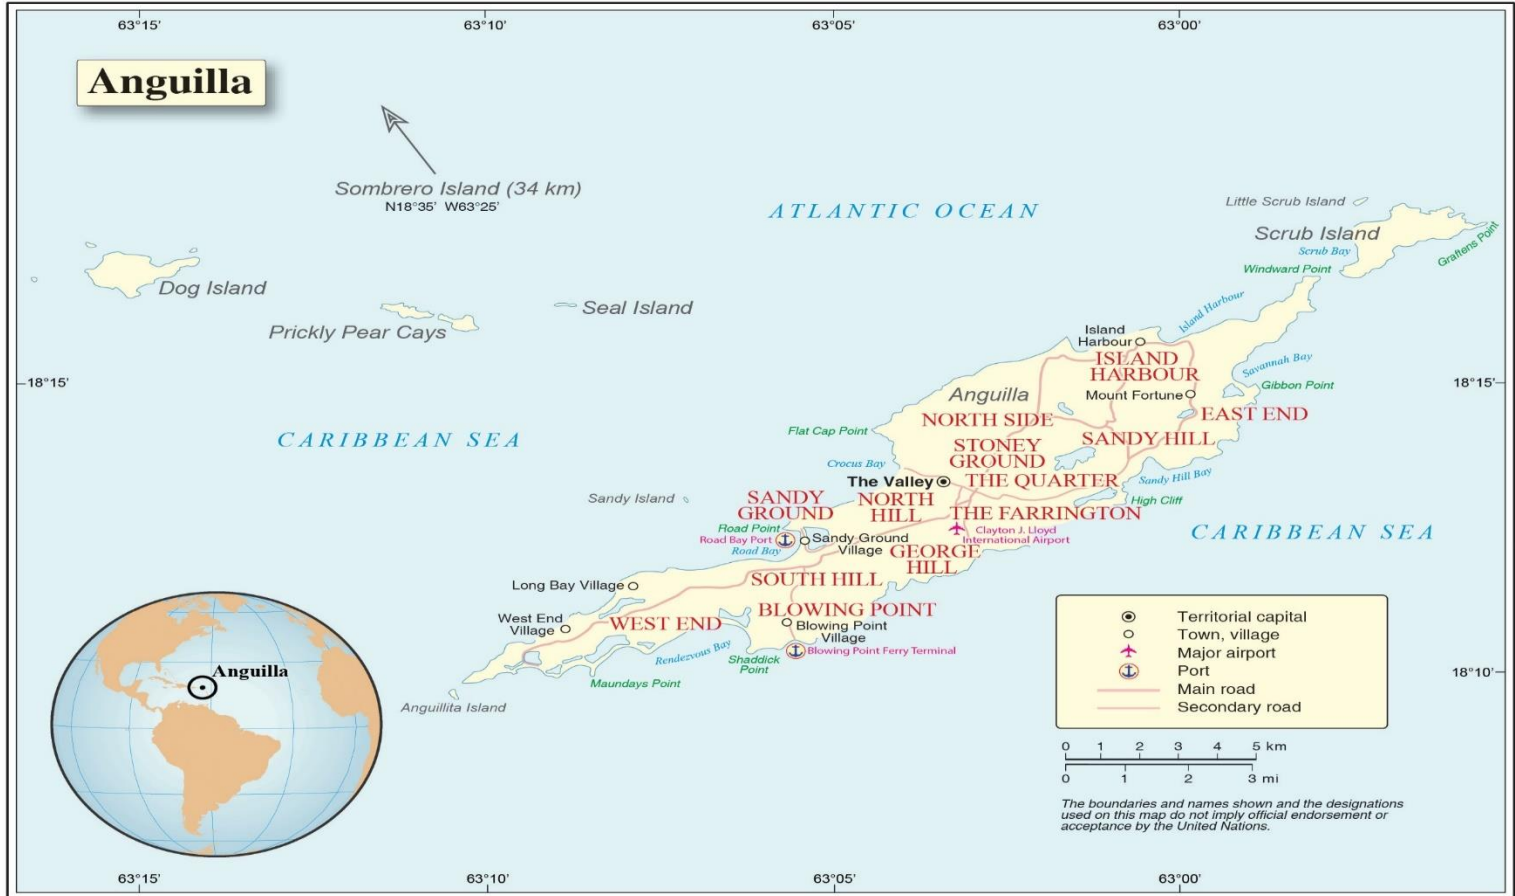 63°15' 63°10' 63°05' 63°00'
Anguilla
Sombrero Island (34 km)
N18°35' W63°25'
ATLANTIC OCEAN
Little Scrub Island
Scrub Island
Scrub Bay
Graftens Point
Windward Point
Dog Island
Prickly Pear Cays
Seal Island
Island Harbour
Island
Harbour
ISLAND
HARBOUR
Savannah Bay
18°15' 18°15'
Gibbon Point
Anguilla
Mount Fortune
NORTH SIDE
EAST END
Flat Cap Point
CARIBBEAN SEA
STONEY
GROUND
SANDY HILL
Crocus Bay
The Valley
THE QUARTER
Sandy Hill Bay
Sandy Island
SANDY
GROUND
NORTH
HILL
High Cliff
THE FARRINGTON
CARIBBEAN SEA
Road Point
Road Bay Port
Road Bay
Sandy Ground
Village
Clayton J. Lloyd
International Airport
GEORGE
HILL
Long Bay Village
SOUTH HILL
West End
Village
WEST END
BLOWING POINT
Blowing Point
Village
Rendezvous Bay
Shaddick
Point
Blowing Point Ferry Terminal
Maundays Point
Anguillita Island
18°10'
Anguilla
Territorial capital
Town, village
Major airport
Port
Main road
Secondary road
0 1 2 3 4 5 km
0 1 2 3 mi
The boundaries and names shown and the designations
used on this map do not imply official endorsement or
acceptance by the United Nations.
63°15' 63°10' 63°05' 63°00'